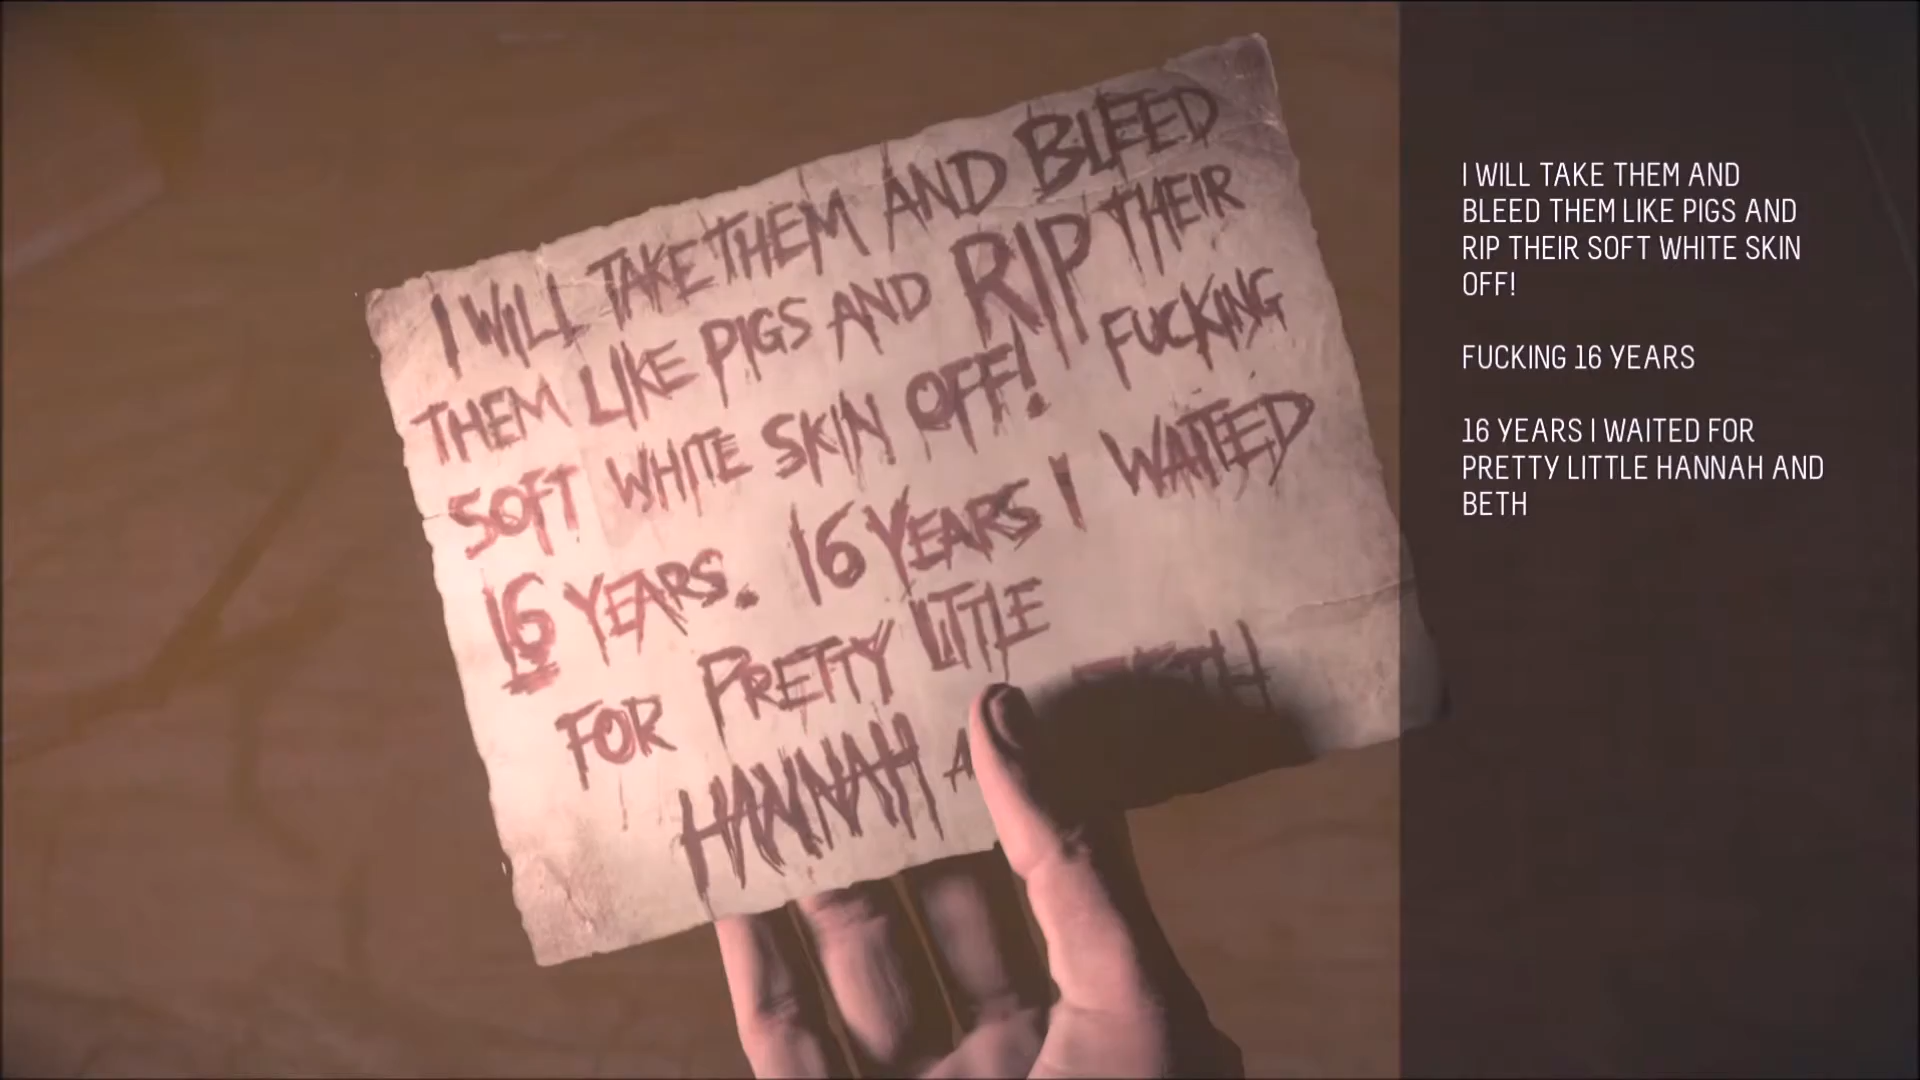 I WILL TAKE THEM AND BLEED
THEM LIKE PIGS AND RIP THEIR
SOFT WHITE SKIN OFF! FUCKING
16 YEARS. 16 YEARS I WAITED
FOR PRETTY LITTLE
HANNAH A BETH
I WILL TAKE THEM AND
BLEED THEM LIKE PIGS AND
RIP THEIR SOFT WHITE SKIN
OFF!
FUCKING 16 YEARS
16 YEARS I WAITED FOR
PRETTY LITTLE HANNAH AND
BETH